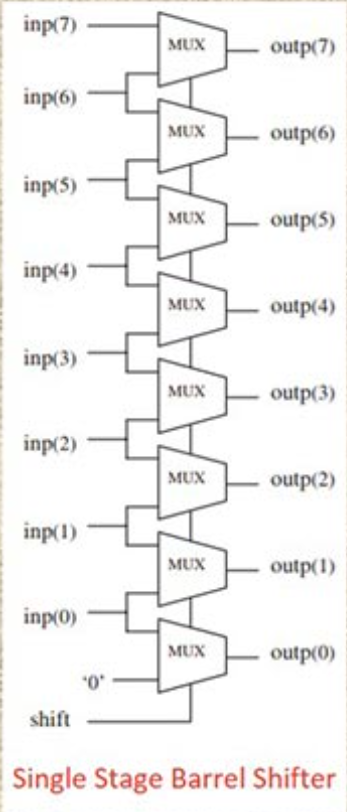 inp(7)
MUX
outp(7)
inp(6)
MUX
outp(6)
inp(5)
MUX
outp(5)
inp(4)
MUX
outp(4)
inp(3)
MUX
outp(3)
inp(2)
MUX
outp(2)
inp(1)
MUX
outp(1)
inp(0)
MUX
outp(0)
'0'
shift
Single Stage Barrel Shifter